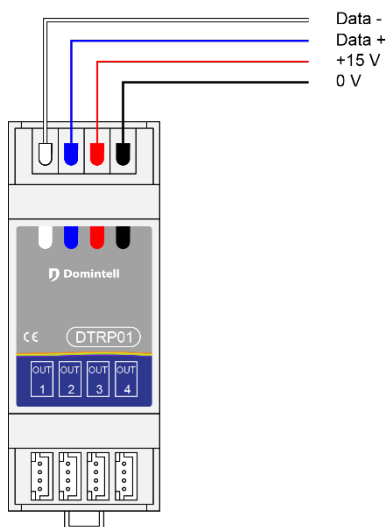 Data -
Data +
+15 V
0 V
Domintell
CE DTRP01
OUT OUT OUT OUT
1 2 3 4